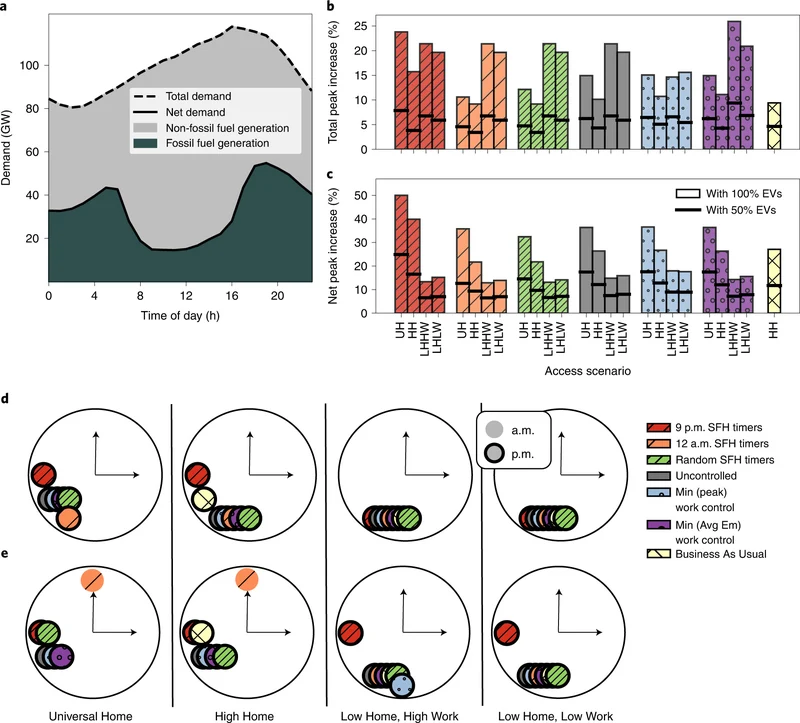 a
Demand (GW)
100
80
60
40
20
Total demand
Net demand
Non-fossil fuel generation
Fossil fuel generation
0
4
8
12
16
20
Time of day (h)
b
Total peak increase (%)
25
20
15
10
5
0
c
Net peak increase (%)
50
40
30
20
10
0
With 100% EVs
With 50% EVs
UH
HH
LHHW
LHLW
UH
HH
LHHW
LHLW
UH
HH
LHHW
LHLW
UH
HH
LHHW
LHLW
UH
HH
LHHW
LHLW
UH
HH
LHHW
LHLW
HH
Access scenario
d
a.m.
p.m.
9 p.m. SFH timers
12 a.m. SFH timers
Random SFH timers
Uncontrolled
Min (peak)
work control
Min (Avg Em)
work control
Business As Usual
e
Universal Home
High Home
Low Home, High Work
Low Home, Low Work